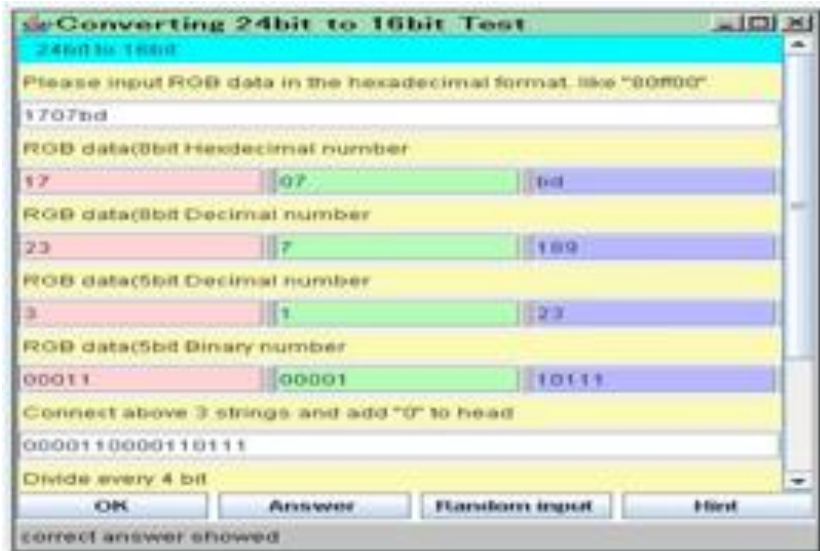 Converting 24bit to 16bit Test
24bit to 16bit
Please input RGB data in the hexadecimal format. like "80ff00"
1707bd
RGB data(8bit Hexdecimal number
17 07 bd
RGB data(8bit Decimal number
23 7 189
RGB data(5bit Decimal number
3 1 23
RGB data(5bit Binary number
00011 00001 10111
Connect above 3 strings and add "0" to head
0000110000110111
Divide every 4 bit
OK Answer Random input Hint
correct answer showed